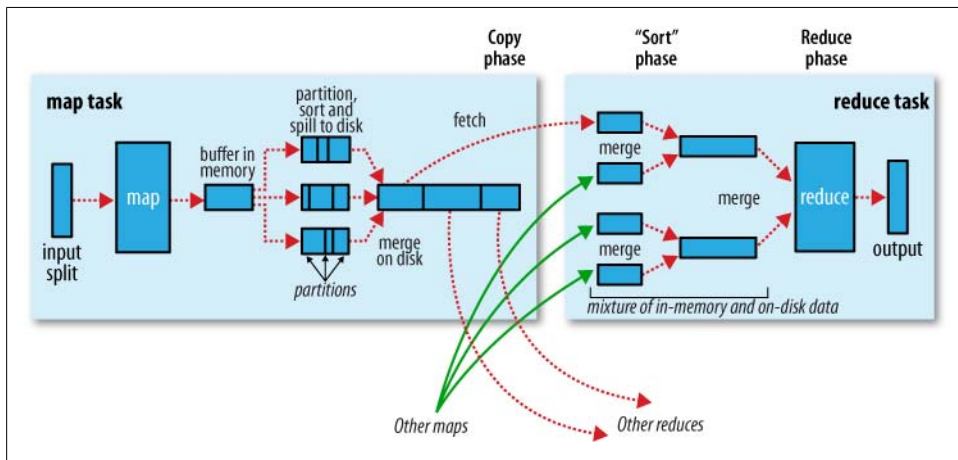 Copy
phase
“Sort”
phase
Reduce
phase
map task
partition,
sort and
spill to disk
fetch
reduce task
buffer in
memory
map
merge
merge
reduce
input
split
merge
on disk
merge
output
partitions
mixture of in-memory and on-disk data
Other maps
Other reduces